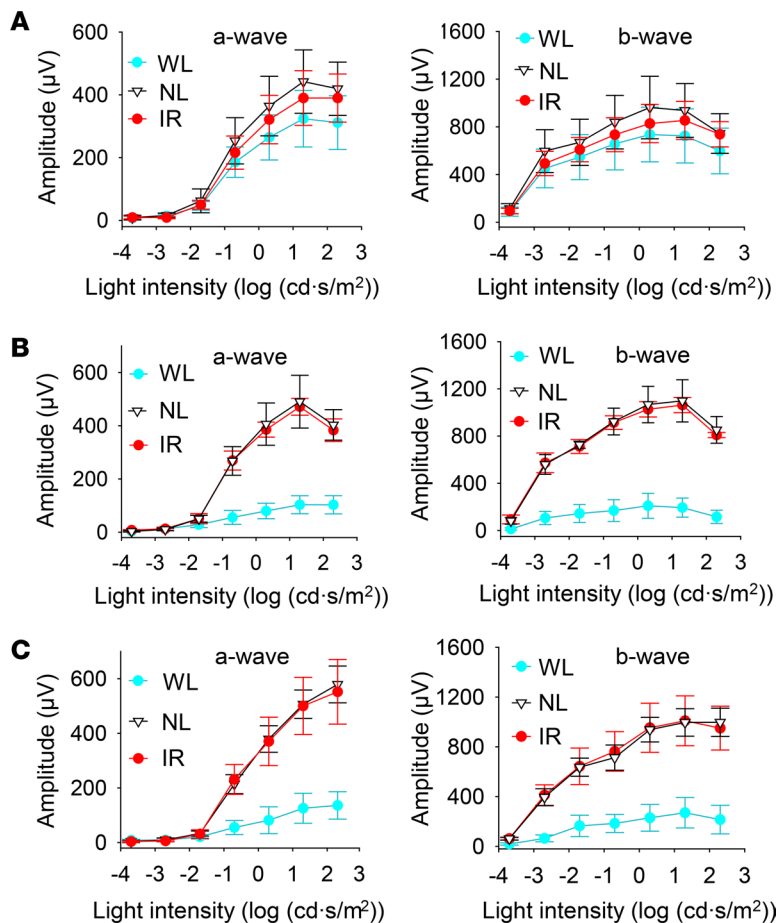 A
a-wave
b-wave
Amplitude (µV)
600
400
200
0
WL
NL
IR
-4 -3 -2 -1 0 1 2 3
Light intensity (log (cd·s/m²))
Amplitude (µV)
1600
1200
800
400
0
WL
NL
IR
-4 -3 -2 -1 0 1 2 3
Light intensity (log (cd·s/m²))
B
a-wave
b-wave
Amplitude (µV)
600
400
200
0
WL
NL
IR
-4 -3 -2 -1 0 1 2 3
Light intensity (log (cd·s/m²))
Amplitude (µV)
1600
1200
800
400
0
WL
NL
IR
-4 -3 -2 -1 0 1 2 3
Light intensity (log (cd·s/m²))
C
a-wave
b-wave
Amplitude (µV)
600
400
200
0
WL
NL
IR
-4 -3 -2 -1 0 1 2 3
Light intensity (log (cd·s/m²))
Amplitude (µV)
1600
1200
800
400
0
WL
NL
IR
-4 -3 -2 -1 0 1 2 3
Light intensity (log (cd·s/m²))